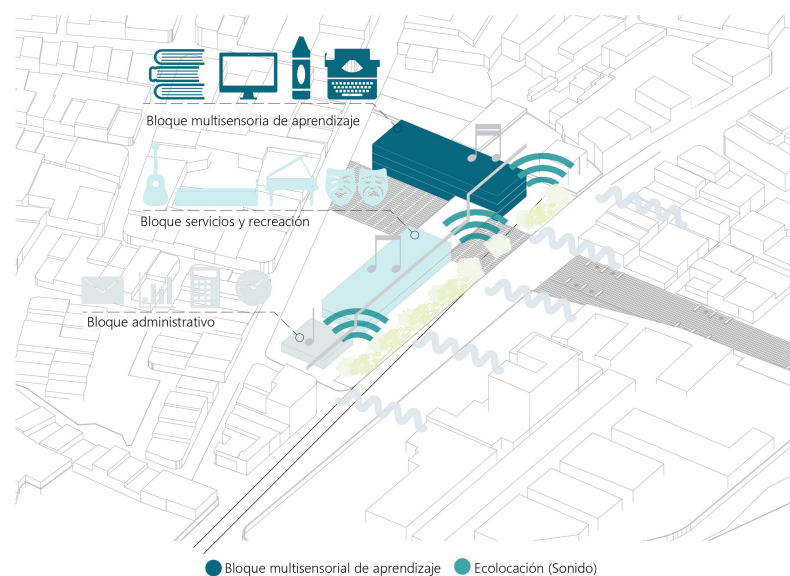 Bloque multisensoria de aprendizaje
Bloque servicios y recreación
Bloque administrativo
Bloque multisensorial de aprendizaje
Ecolocación (Sonido)